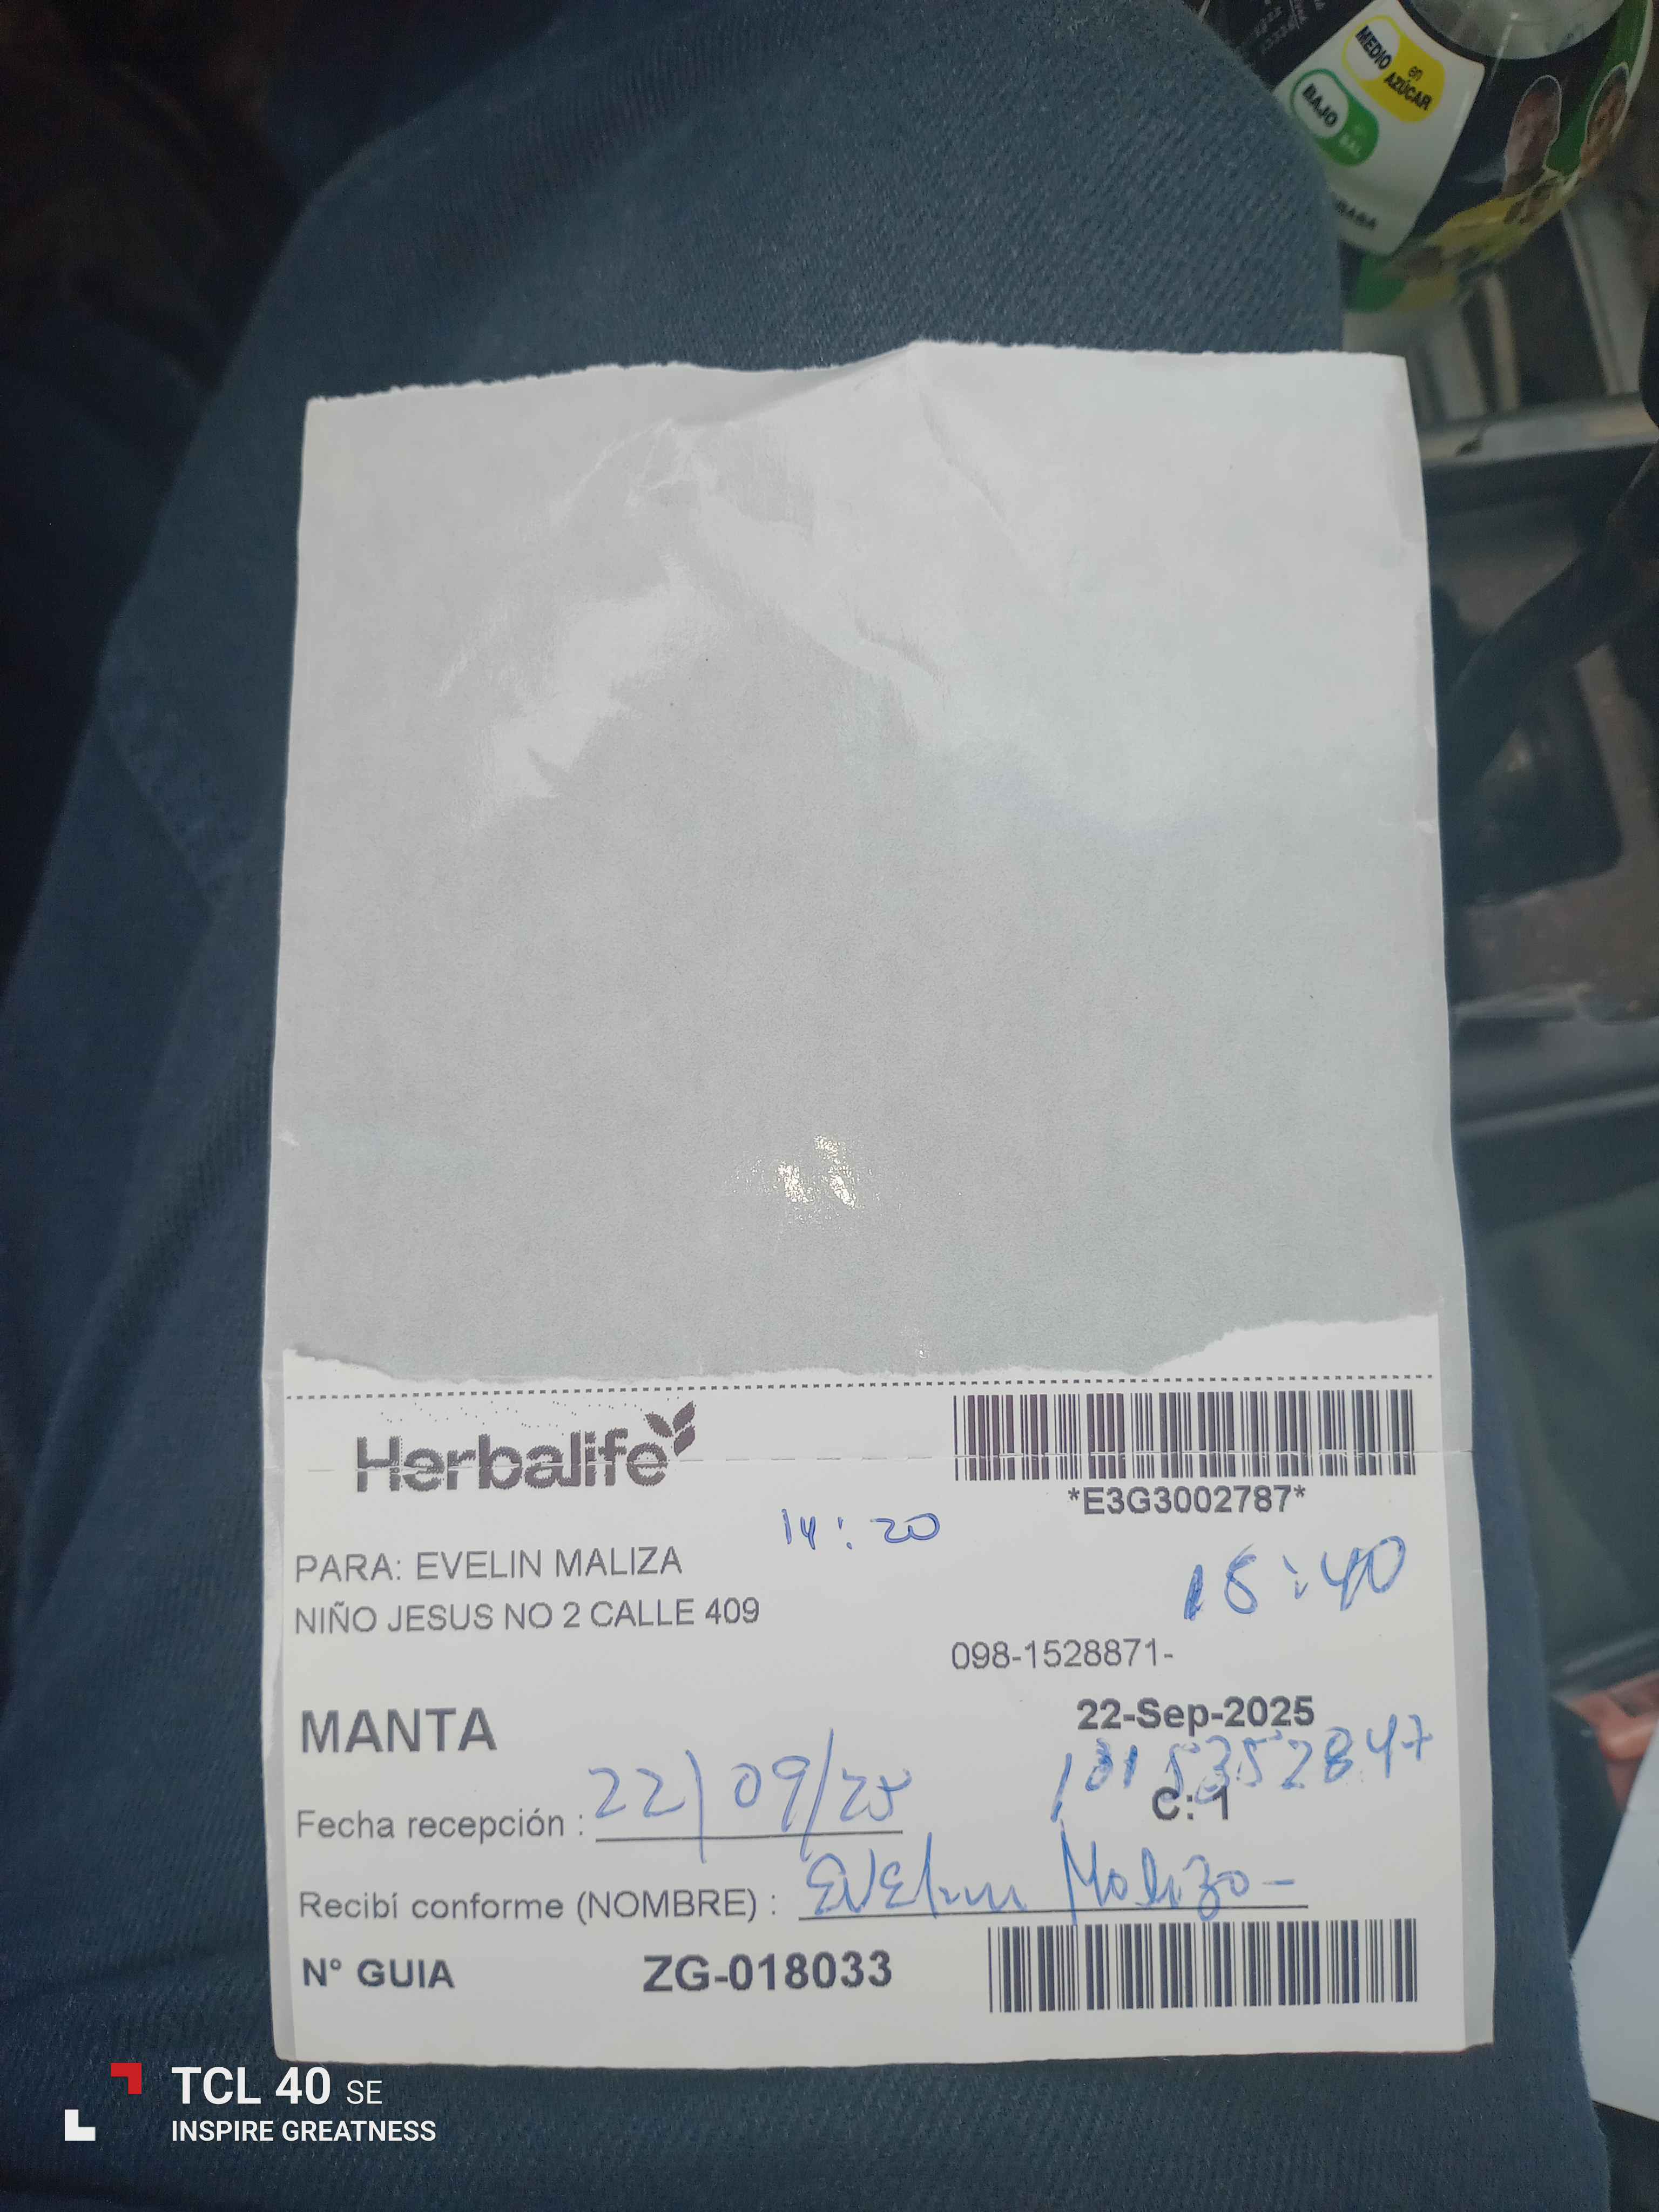 MEDIO en AZÚCAR
BAJO
Herbalife
*E3G3002787*
14:20
PARA: EVELIN MALIZA
15:40
NIÑO JESUS NO 2 CALLE 409
098-1528871-
MANTA
22-Sep-2025
C: 1
Fecha recepción : 22/09/25
Recibí conforme (NOMBRE) : Evelin Maliza
N° GUIA ZG-018033
TCL 40 SE
INSPIRE GREATNESS